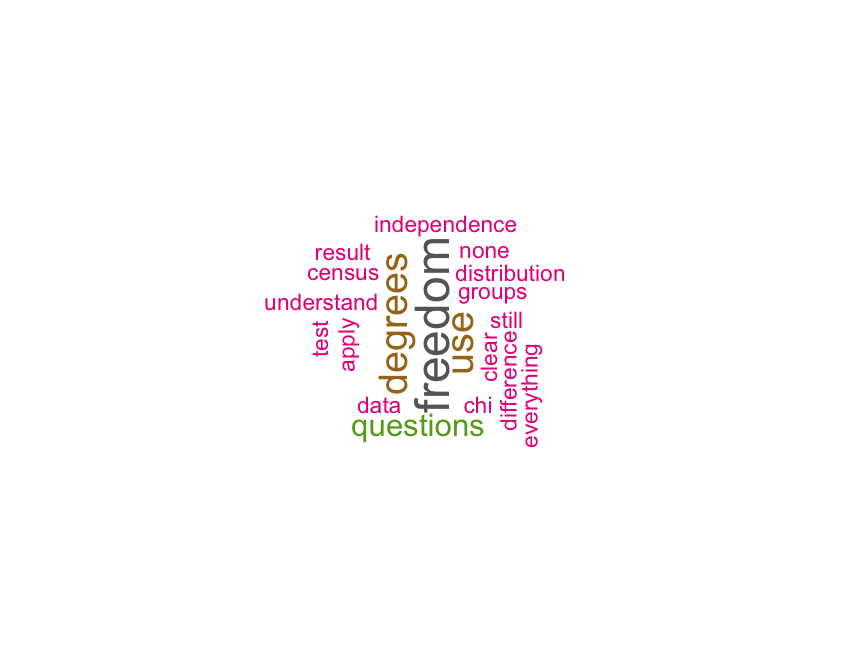 independence
result
none
census
distribution
degrees
freedom
groups
understand
use
still
test
apply
clear
difference
everything
data
chi
questions